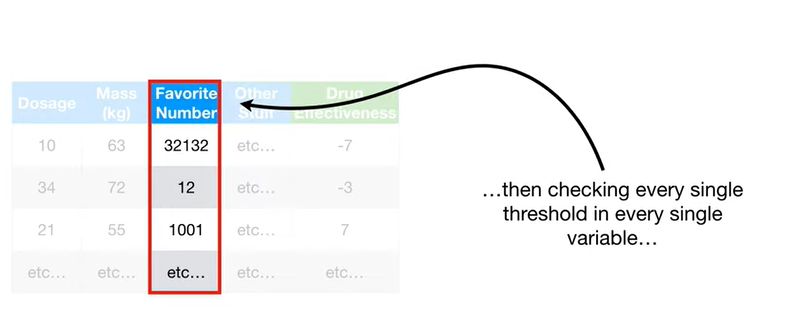 Dosage Mass (kg) Favorite Number Other Stuff Drug Effectiveness
10 63 32132 etc... -7
34 72 12 etc... -3
21 55 1001 etc... 7
etc... etc... etc... etc... etc...
...then checking every single
threshold in every single
variable...